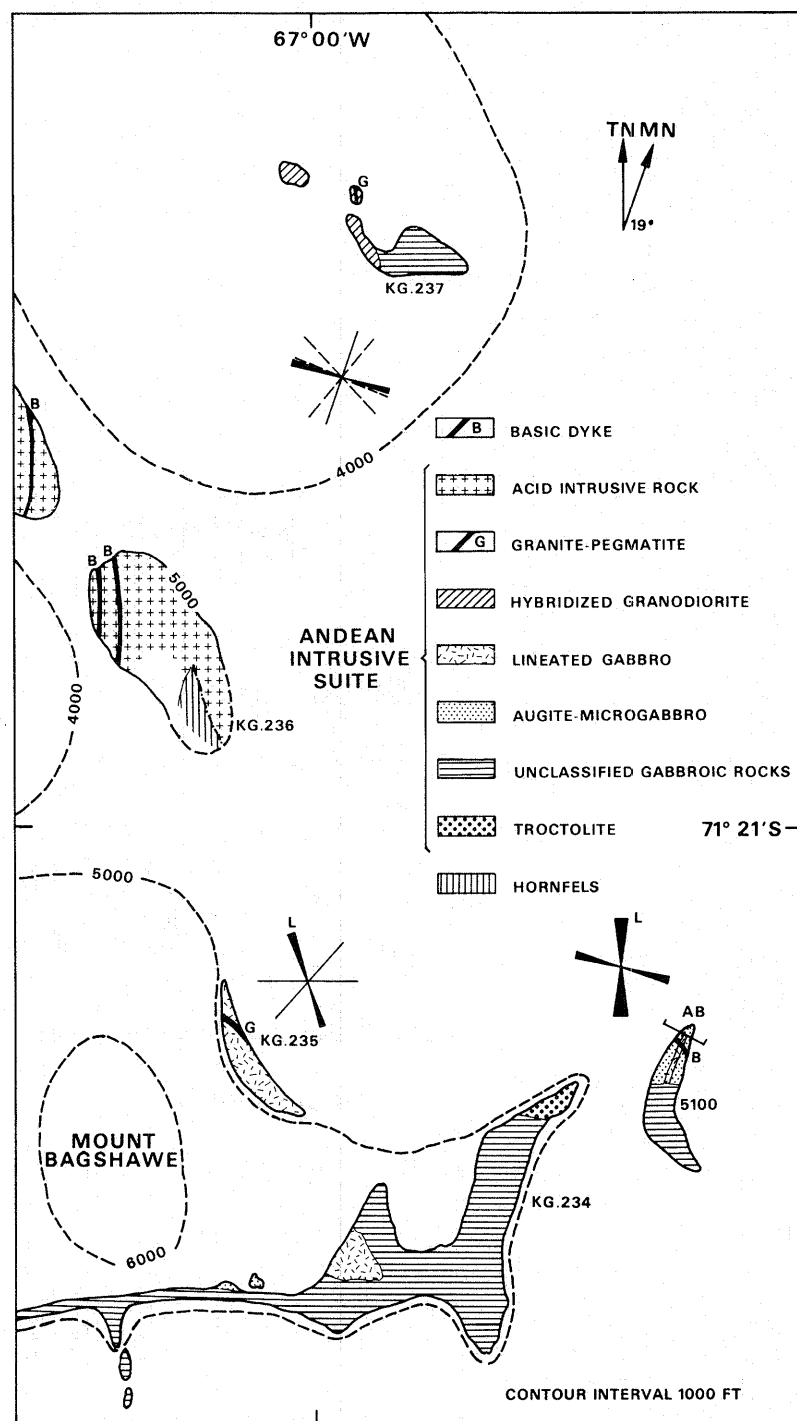 67°00'W
TN MN
19°
G
KG.237
4000
B
B B
5000
KG.236
4000
B BASIC DYKE
ACID INTRUSIVE ROCK
G GRANITE-PEGMATITE
HYBRIDIZED GRANODIORITE
ANDEAN
INTRUSIVE
SUITE
LINEATED GABBRO
AUGITE-MICROGABBRO
UNCLASSIFIED GABBROIC ROCKS
TROCTOLITE
HORNFELS
71° 21'S
5000
L
G
KG.235
L
AB
B
5100
MOUNT
BAGSHAWE
6000
KG.234
CONTOUR INTERVAL 1000 FT